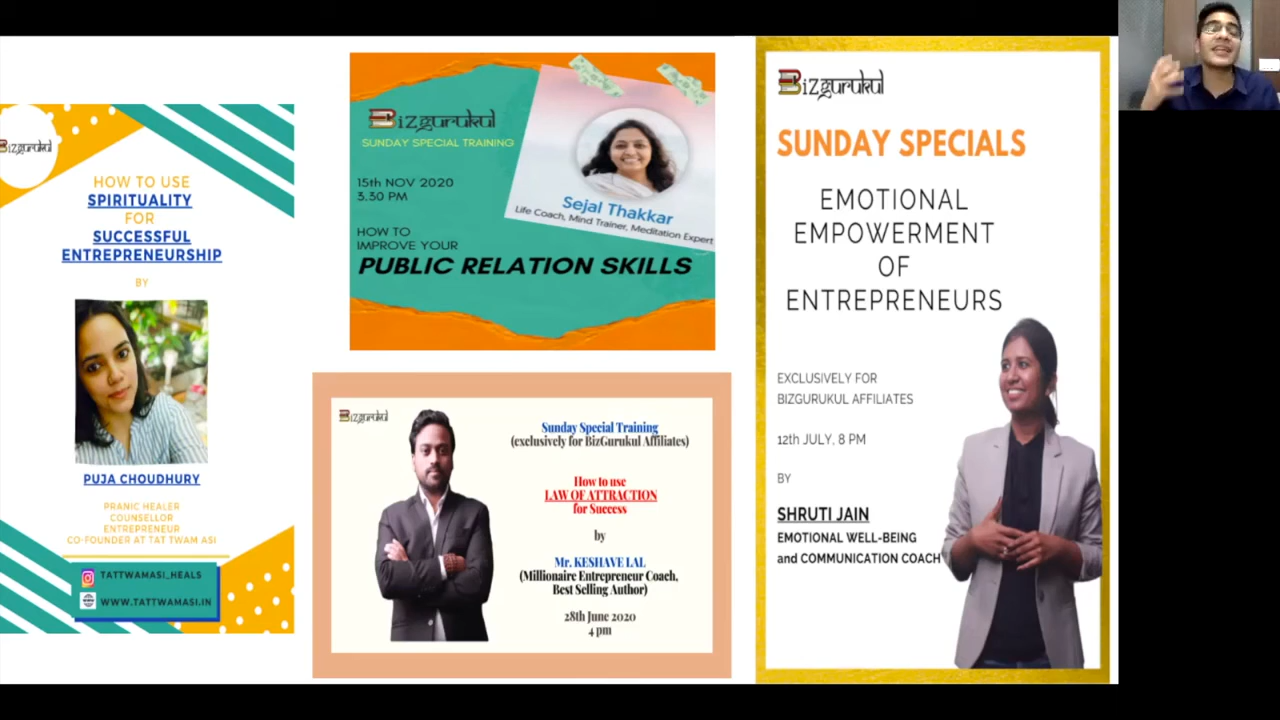 Bizgurukul
HOW TO USE
SPIRITUALITY
FOR
SUCCESSFUL
ENTREPRENEURSHIP
BY
PUJA CHOUDHURY
PRANIC HEALER
COUNSELLOR
ENTREPRENEUR
CO-FOUNDER AT TAT TWAM ASI
TATTWAMASI_HEALS
WWW.TATTWAMASI.IN
Bizgurukul
SUNDAY SPECIAL TRAINING
15th NOV 2020
3.30 PM
HOW TO
IMPROVE YOUR
PUBLIC RELATION SKILLS
Sejal Thakkar
Life Coach, Mind Trainer, Meditation Expert
BizGurukul
Sunday Special Training
(exclusively for BizGurukul Affiliates)
How to use
LAW OF ATTRACTION
for Success
by
Mr. KESHAVE LAL
(Millionaire Entrepreneur Coach,
Best Selling Author)
28th June 2020
4 pm
Bizgurukul
SUNDAY SPECIALS
EMOTIONAL
EMPOWERMENT
OF
ENTREPRENEURS
EXCLUSIVELY FOR
BIZGURUKUL AFFILIATES
12th JULY, 8 PM
BY
SHRUTI JAIN
EMOTIONAL WELL-BEING
and COMMUNICATION COACH